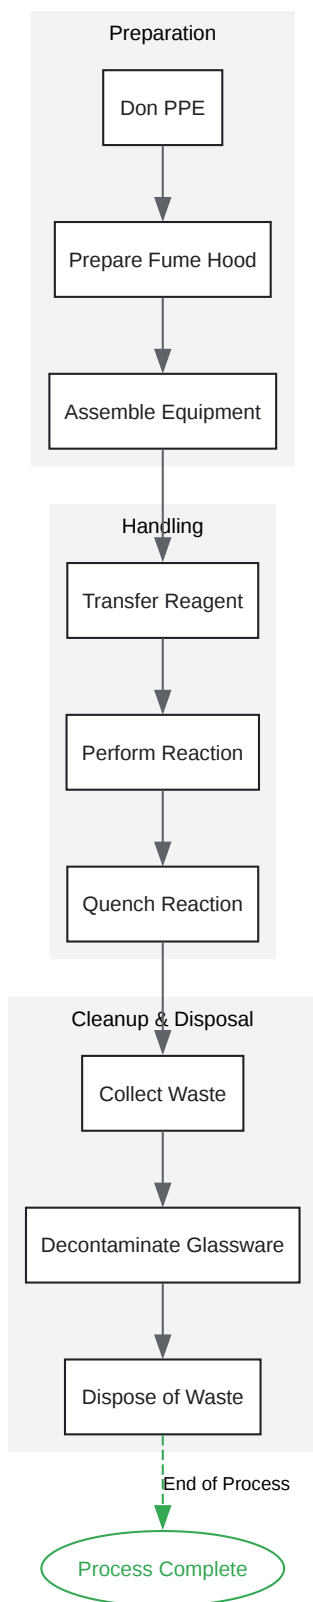 Preparation
Don PPE
Prepare Fume Hood
Assemble Equipment
Handling
Transfer Reagent
Perform Reaction
Quench Reaction
Cleanup & Disposal
Collect Waste
Decontaminate Glassware
Dispose of Waste
End of Process
Process Complete